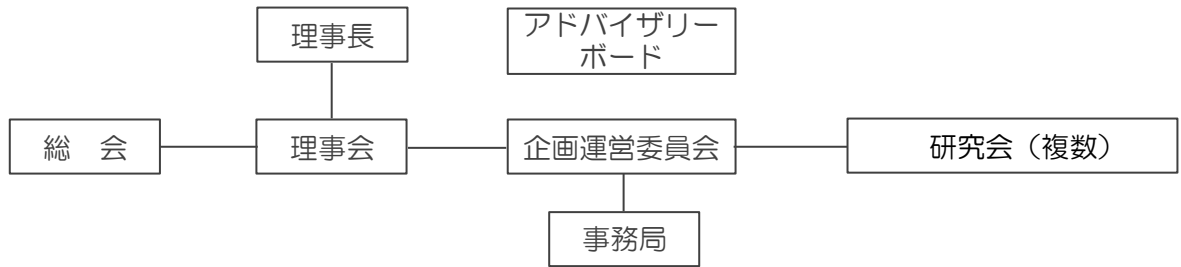 理事長
アドバイザリー
ボード
総　会
理事会
企画運営委員会
研究会（複数）
事務局